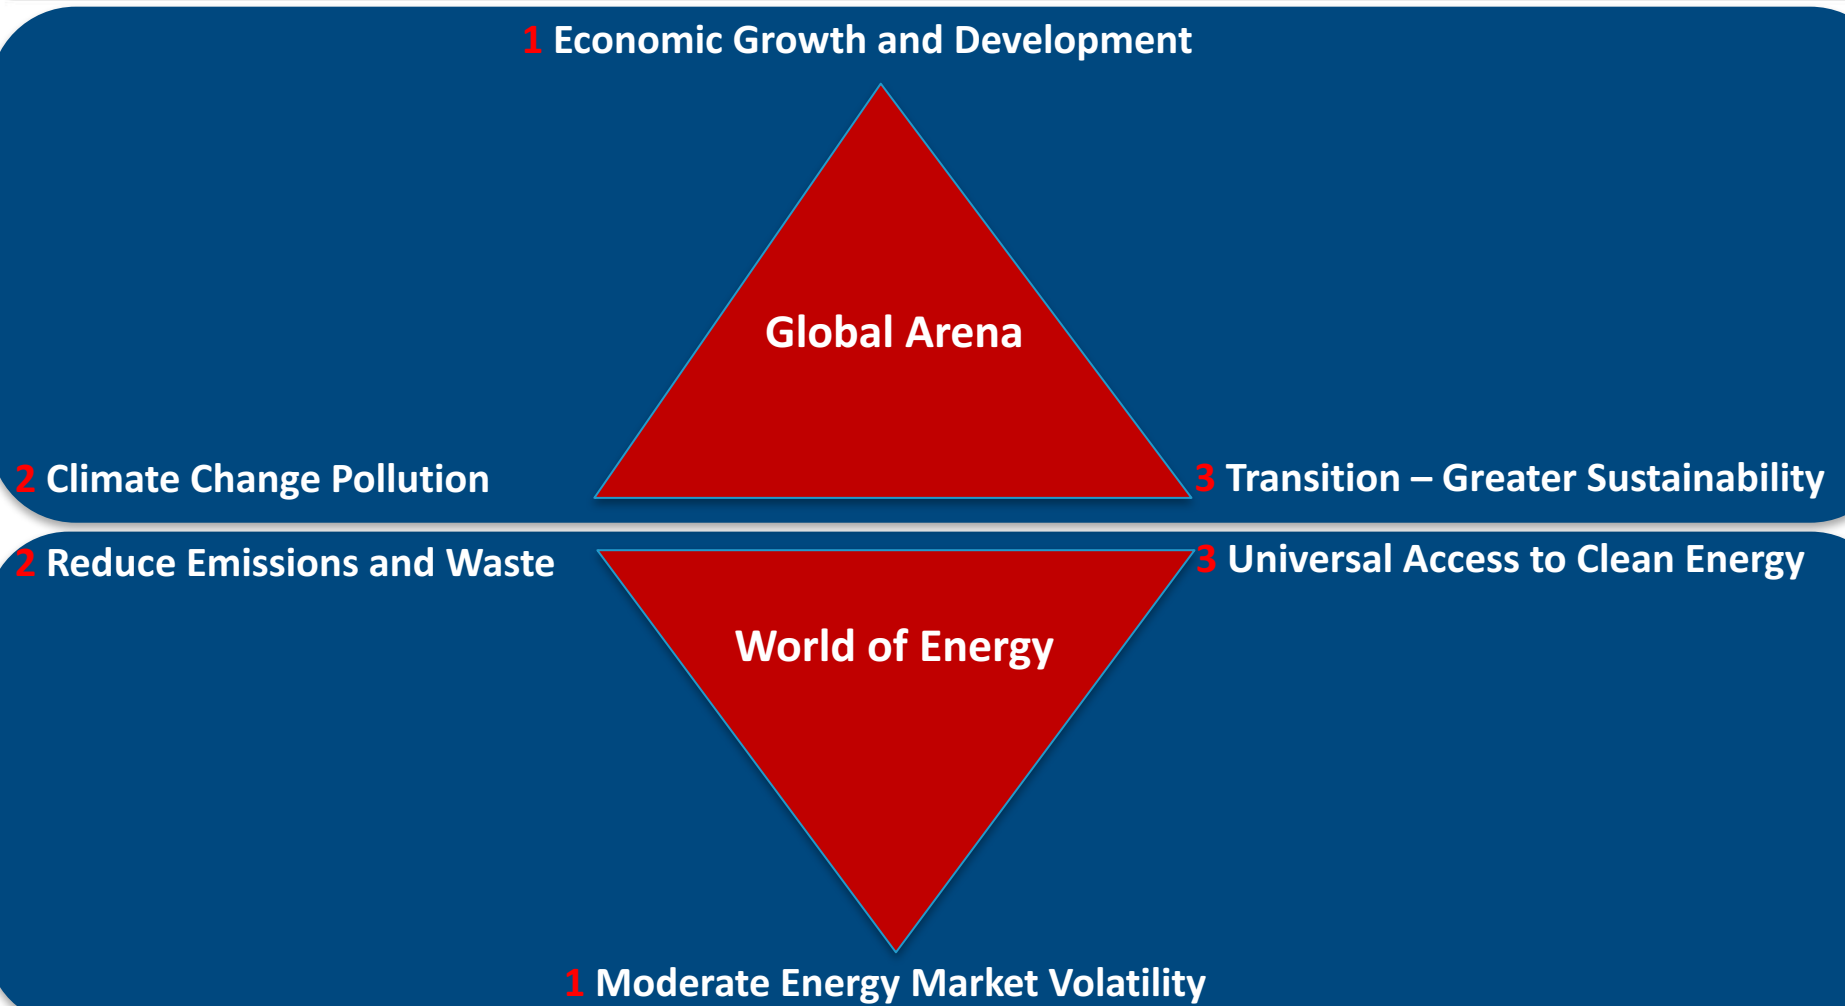 1 Economic Growth and Development
Global Arena
2 Climate Change Pollution
3 Transition – Greater Sustainability
2 Reduce Emissions and Waste
3 Universal Access to Clean Energy
World of Energy
1 Moderate Energy Market Volatility